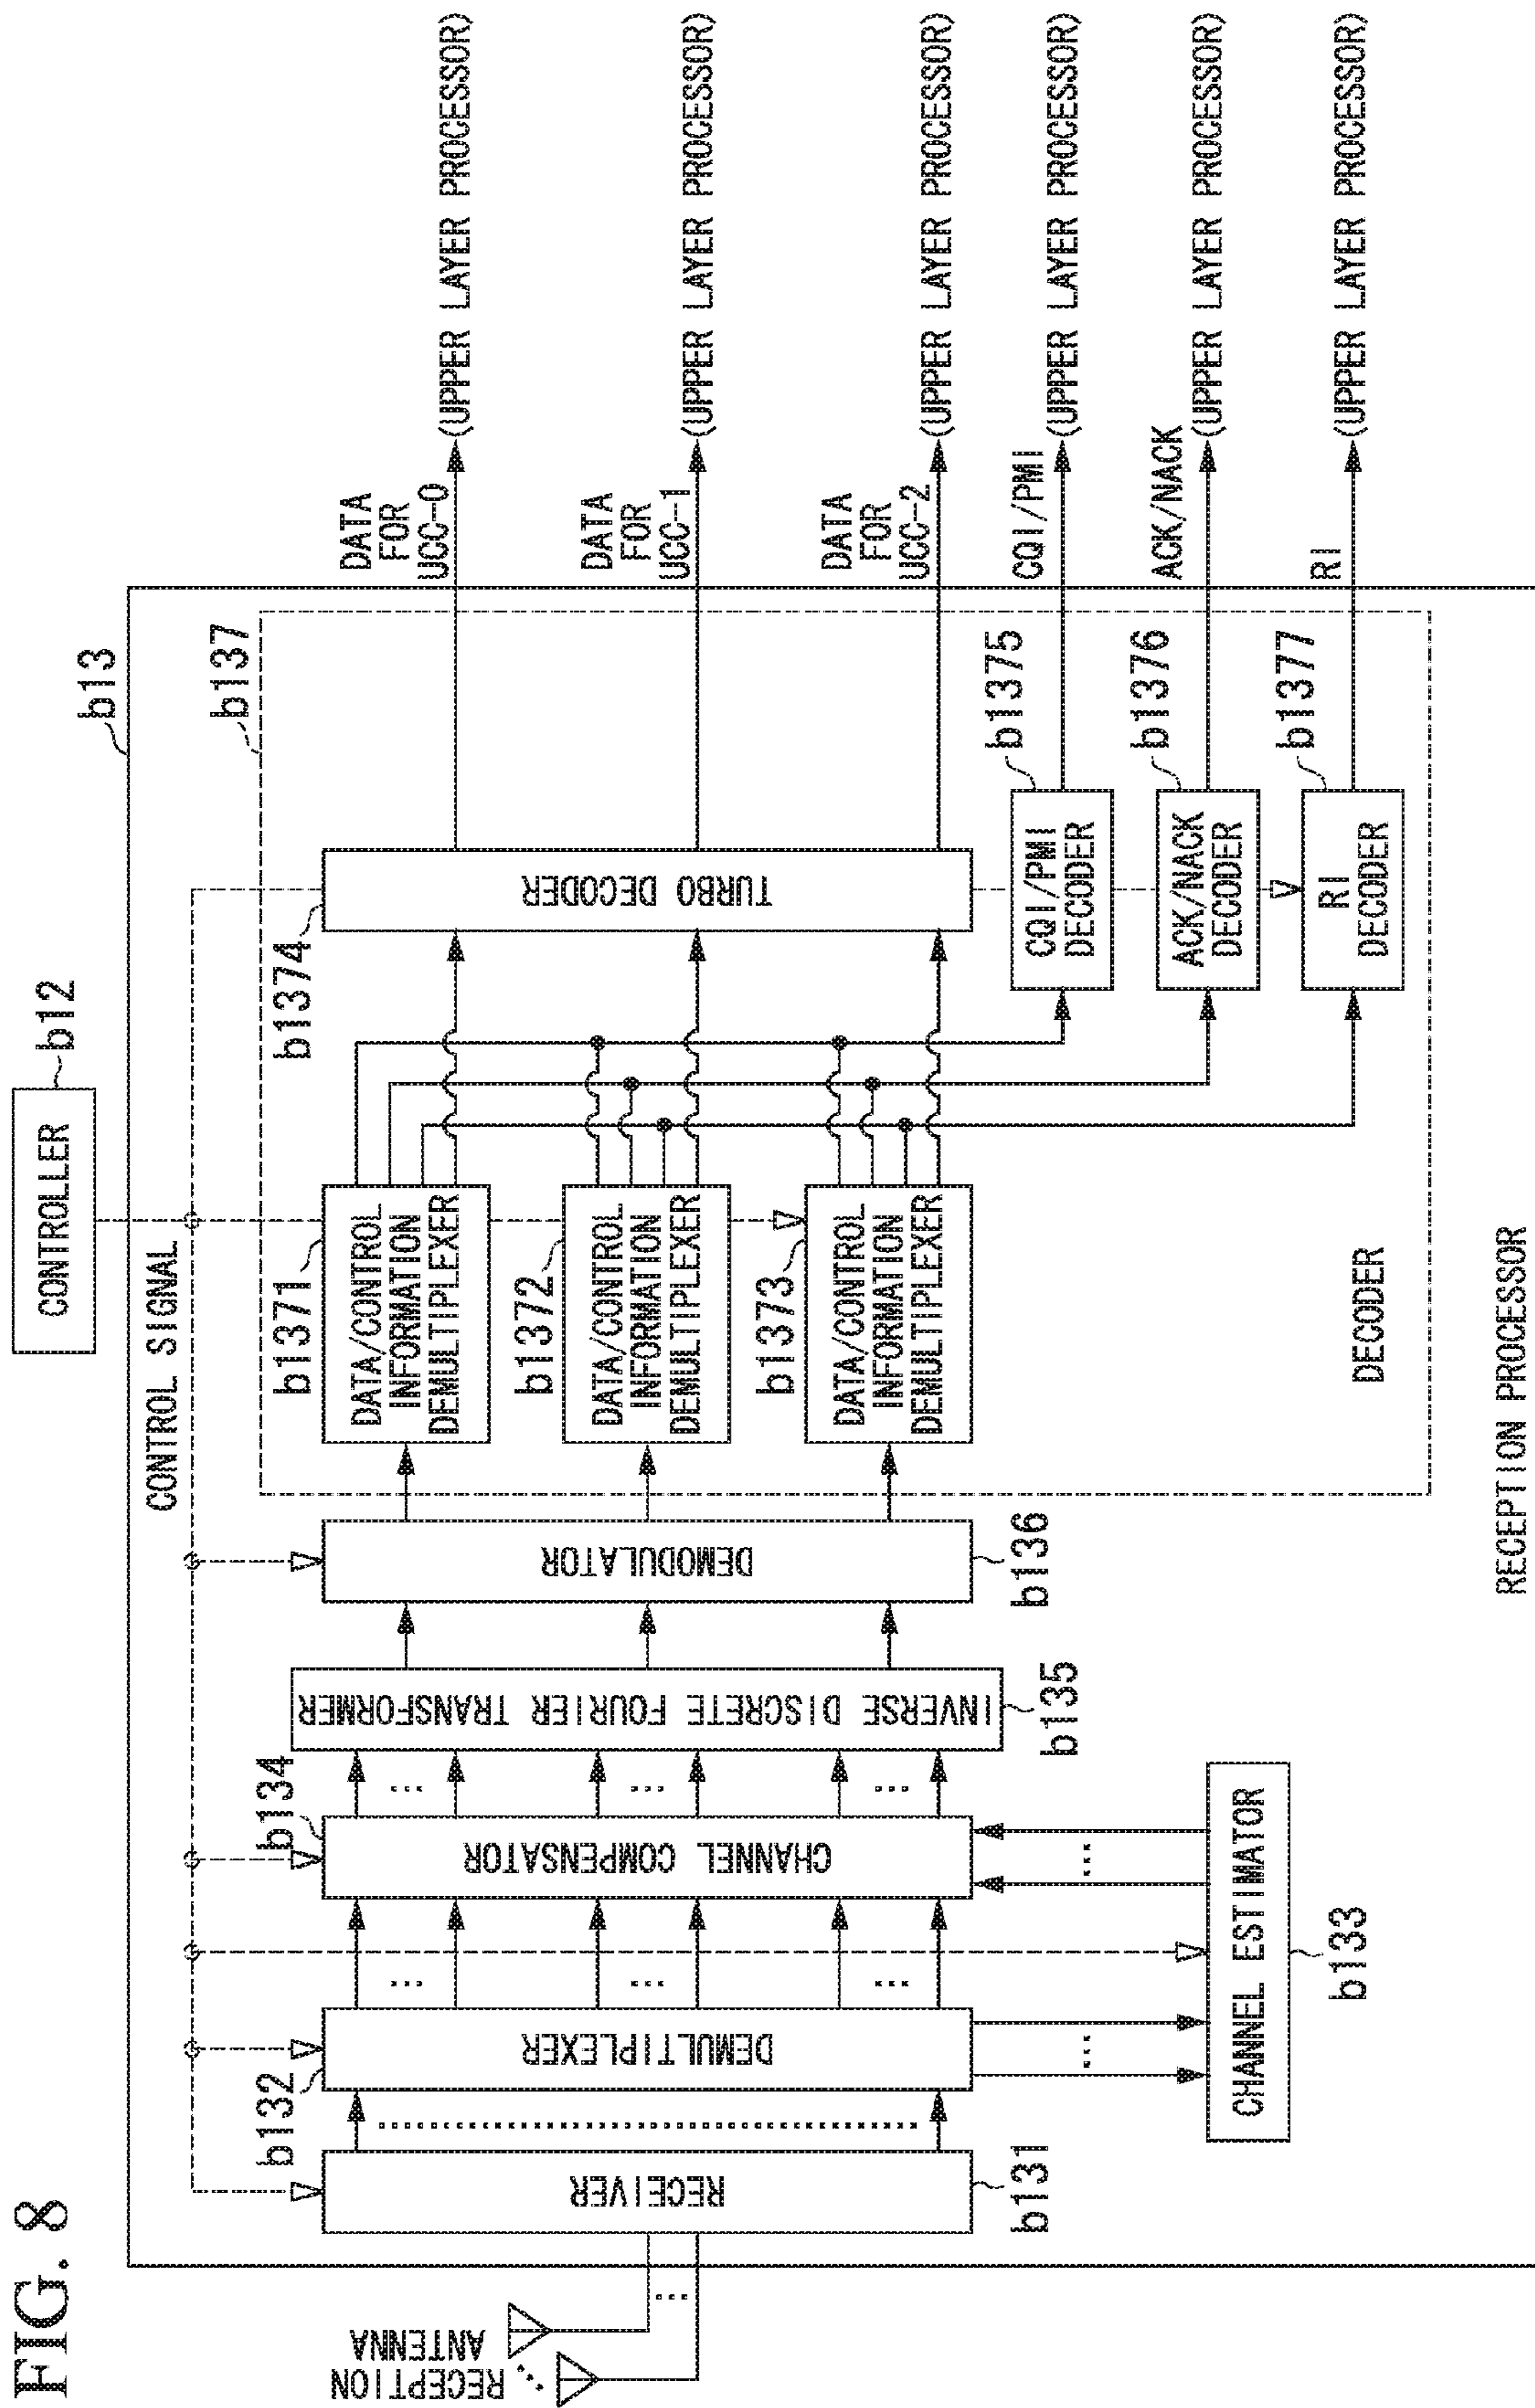 FIG. 8
CONTROLLER
b12
b13
CONTROL SIGNAL
b137
RECEPTION
ANTENNA
RECEIVER
b131
b132
DEMULTIPLEXER
CHANNEL ESTIMATOR
b133
b134
CHANNEL COMPENSATOR
INVERSE DISCRETE FOURIER TRANSFORMER
b135
DEMODULATOR
b136
b1371
DATA/CONTROL
INFORMATION
DEMULTIPLEXER
b1372
DATA/CONTROL
INFORMATION
DEMULTIPLEXER
b1373
DATA/CONTROL
INFORMATION
DEMULTIPLEXER
b1374
TURBO DECODER
CQI/PMI
DECODER
b1375
ACK/NACK
DECODER
b1376
RI
DECODER
b1377
DECODER
RECEPTION PROCESSOR
DATA
FOR
UCC-0
(UPPER LAYER PROCESSOR)
DATA
FOR
UCC-1
(UPPER LAYER PROCESSOR)
DATA
FOR
UCC-2
(UPPER LAYER PROCESSOR)
CQI/PMI
(UPPER LAYER PROCESSOR)
ACK/NACK
(UPPER LAYER PROCESSOR)
RI
(UPPER LAYER PROCESSOR)